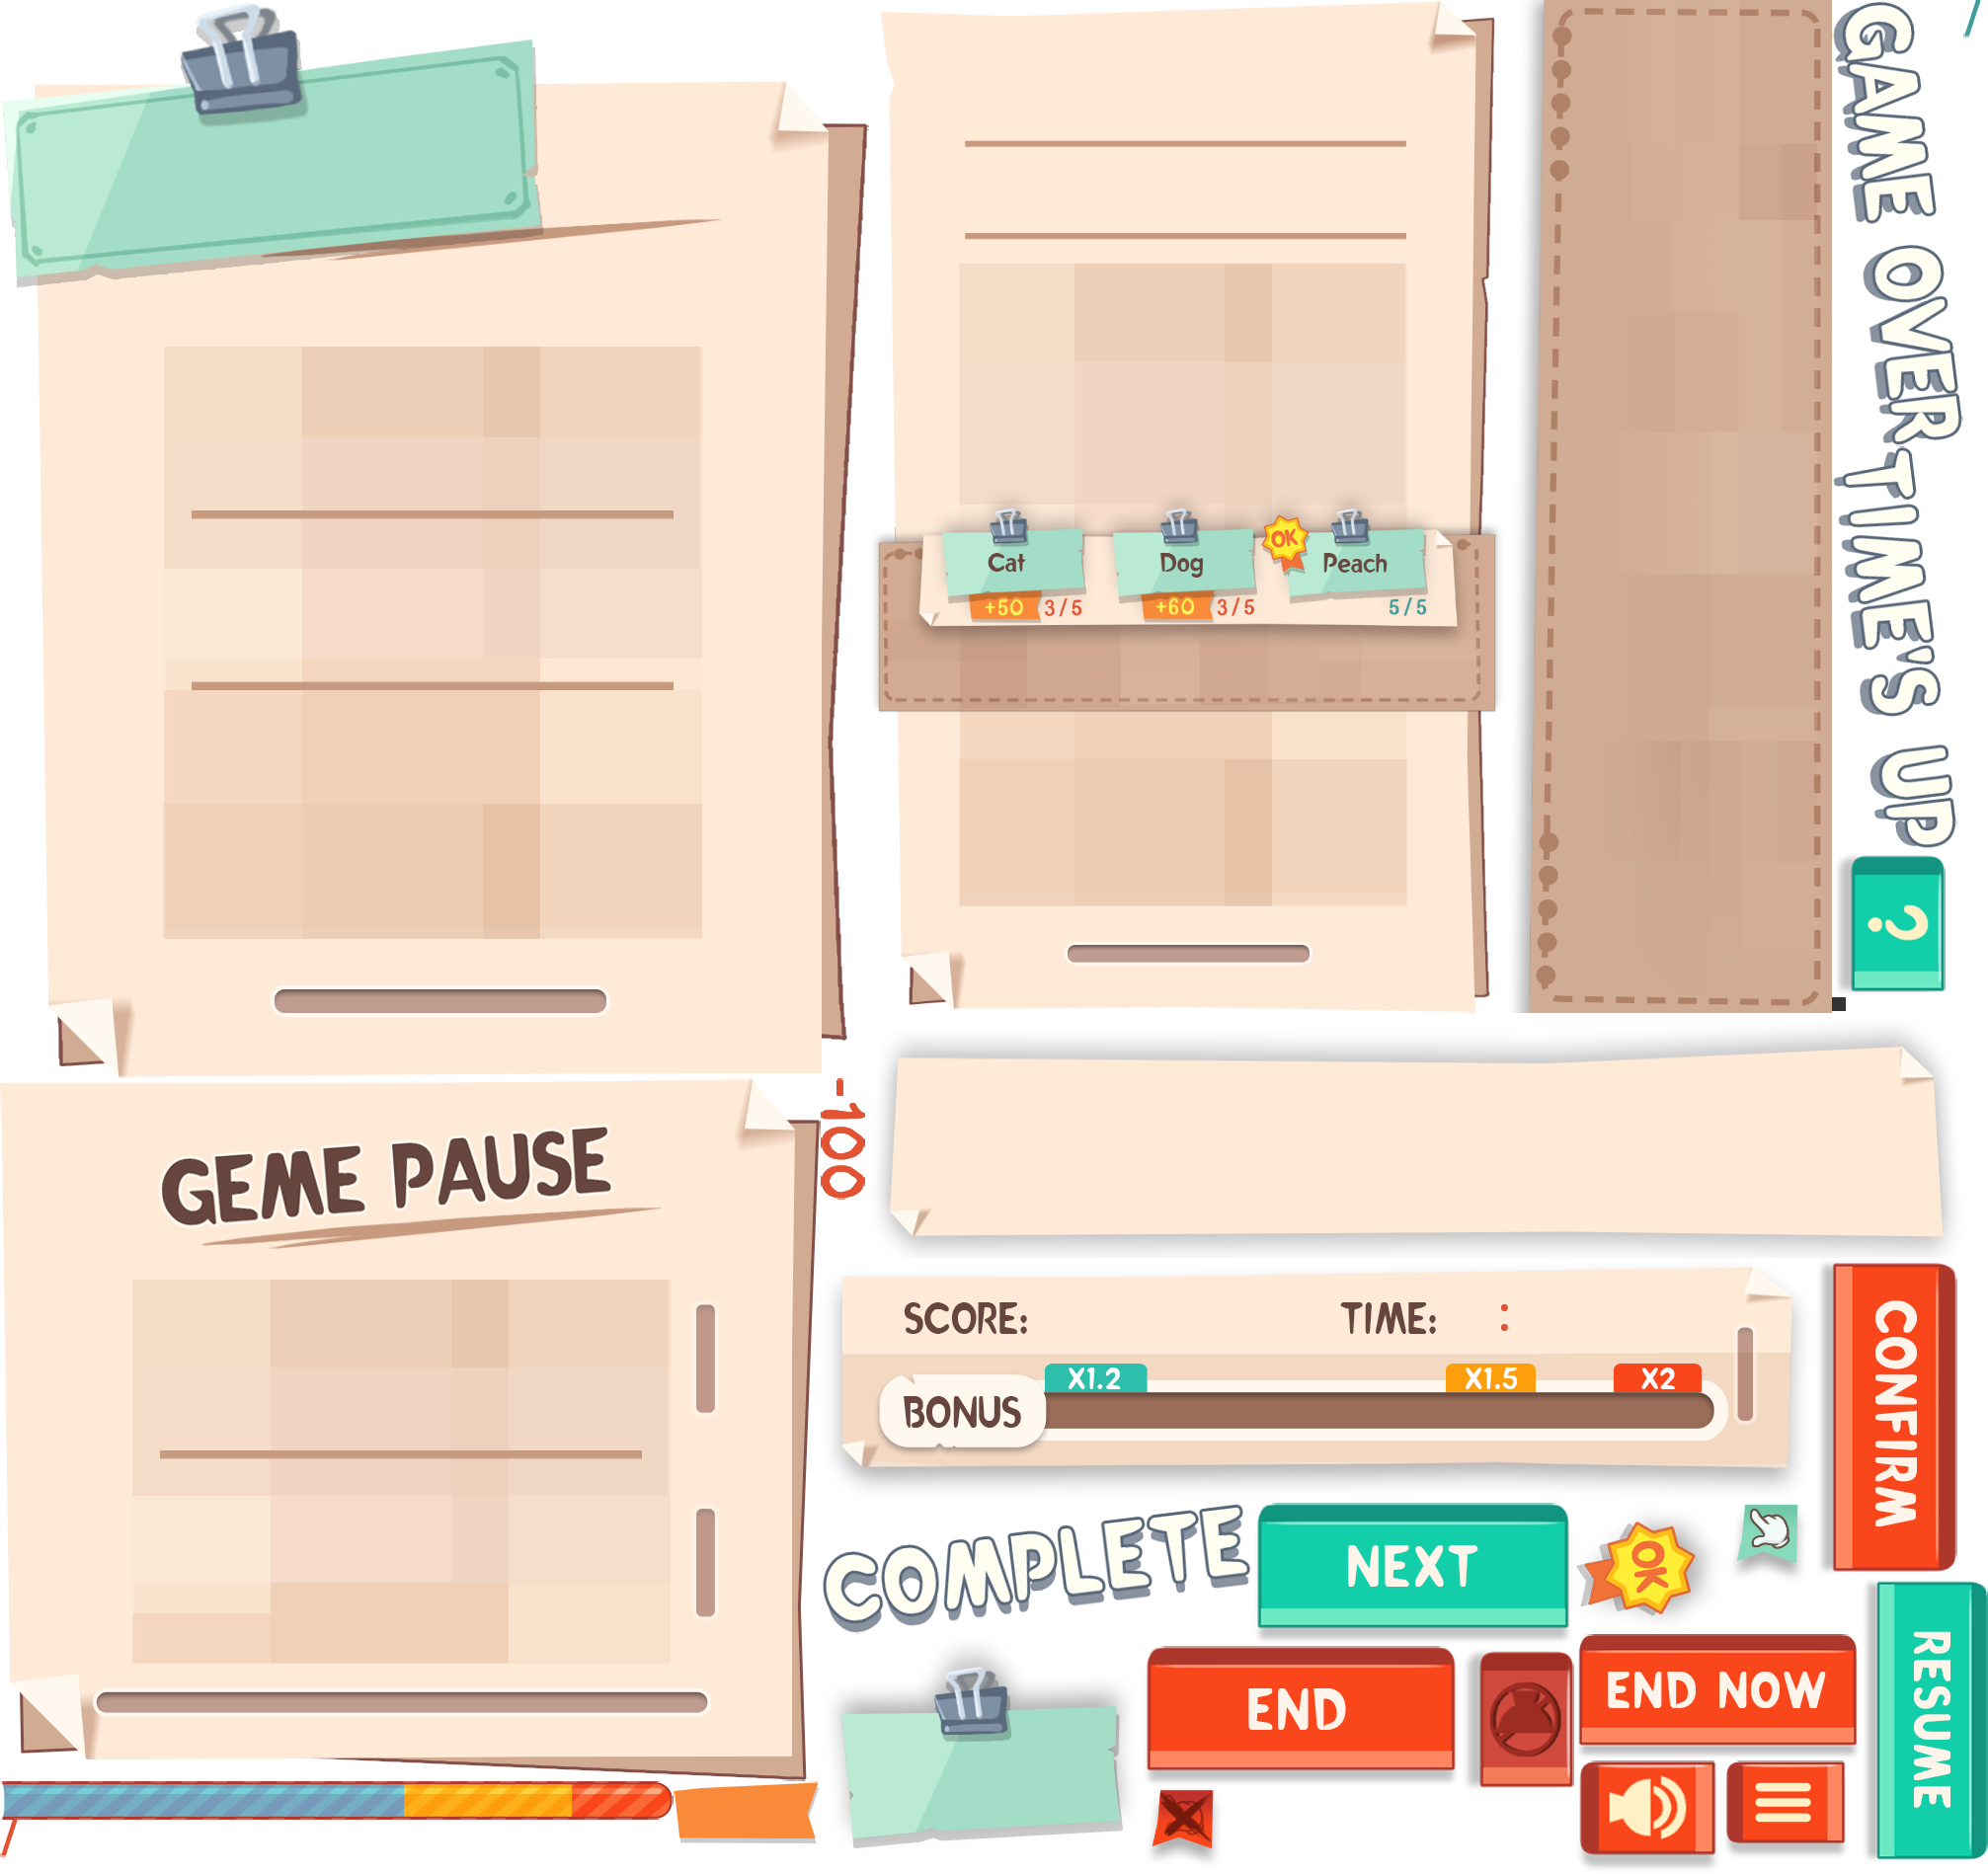 GAME OVER
TIME'S UP
OK
Cat
Dog
Peach
+50 3/5
+60 3/5
5/5
?
-100
GEME PAUSE
SCORE:
TIME: :
X1.2
X1.5
X2
BONUS
CONFIRM
COMPLETE
NEXT
OK
END
END NOW
RESUME